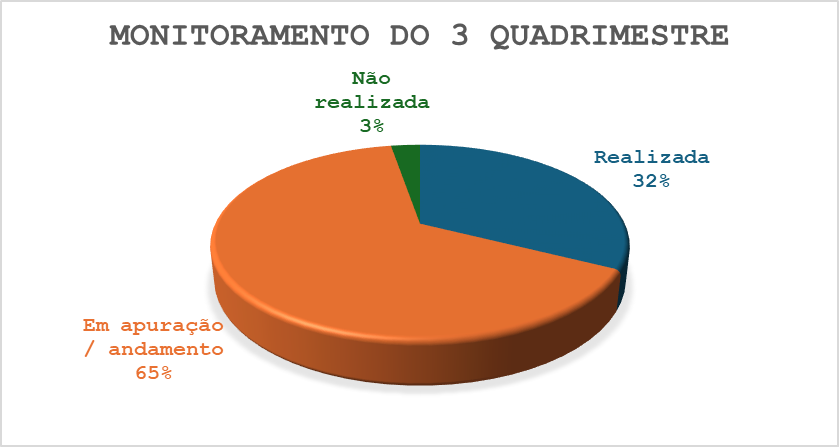 MONITORAMENTO DO 3 QUADRIMESTRE
Não
realizada
3%
Realizada
32%
Em apuração
/ andamento
65%